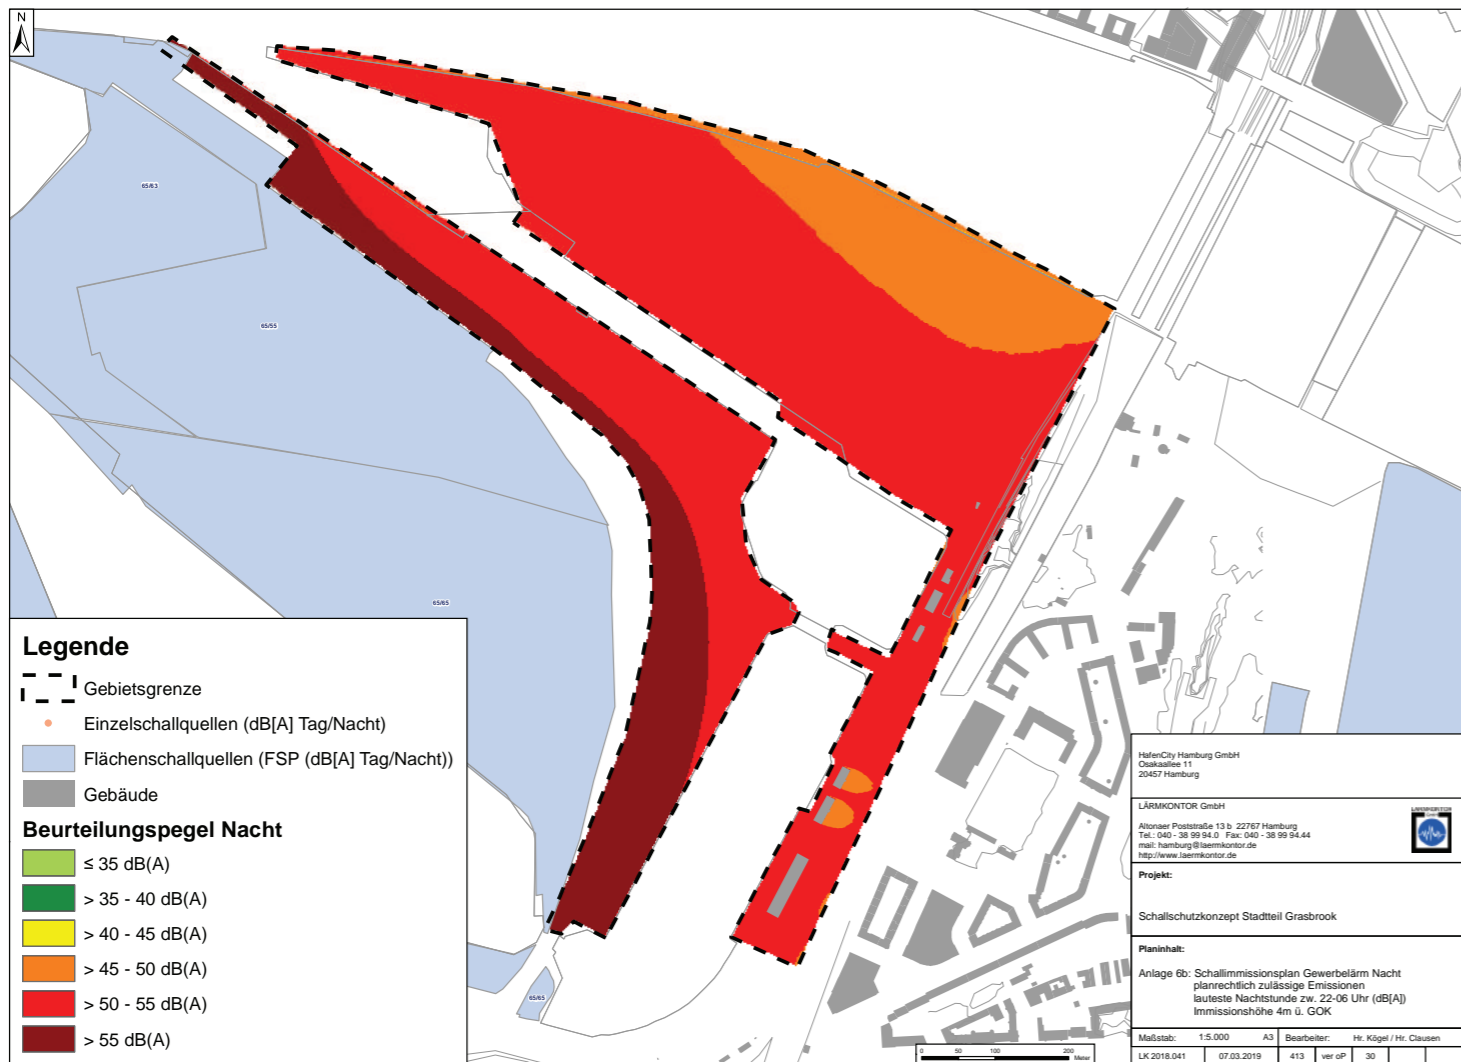 N
65/63
65/55
65/65
65/65
Legende
Gebietsgrenze
Einzelschallquellen (dB[A] Tag/Nacht)
Flächenschallquellen (FSP (dB[A] Tag/Nacht))
Gebäude
Beurteilungspegel Nacht
≤ 35 dB(A)
> 35 - 40 dB(A)
> 40 - 45 dB(A)
> 45 - 50 dB(A)
> 50 - 55 dB(A)
> 55 dB(A)
0 50 100 200
Meter
HafenCity Hamburg GmbH
Osakaallee 11
20457 Hamburg
LÄRMKONTOR GmbH
Altonaer Poststraße 13 b 22767 Hamburg
Tel.: 040 - 38 99 94.0 Fax: 040 - 38 99 94.44
mail: hamburg@laermkontor.de
http://www.laermkontor.de
LÄRMKONTOR
GmbH
Projekt:
Schallschutzkonzept Stadtteil Grasbrook
Planinhalt:
Anlage 6b: Schallimmissionsplan Gewerbelärm Nacht
planrechtlich zulässige Emissionen
lauteste Nachtstunde zw. 22-06 Uhr (dB[A])
Immissionshöhe 4m ü. GOK
Maßstab: 1:5.000 A3 Bearbeiter: Hr. Kögel / Hr. Clausen
LK 2018.041 07.03.2019 413 ver oP 30